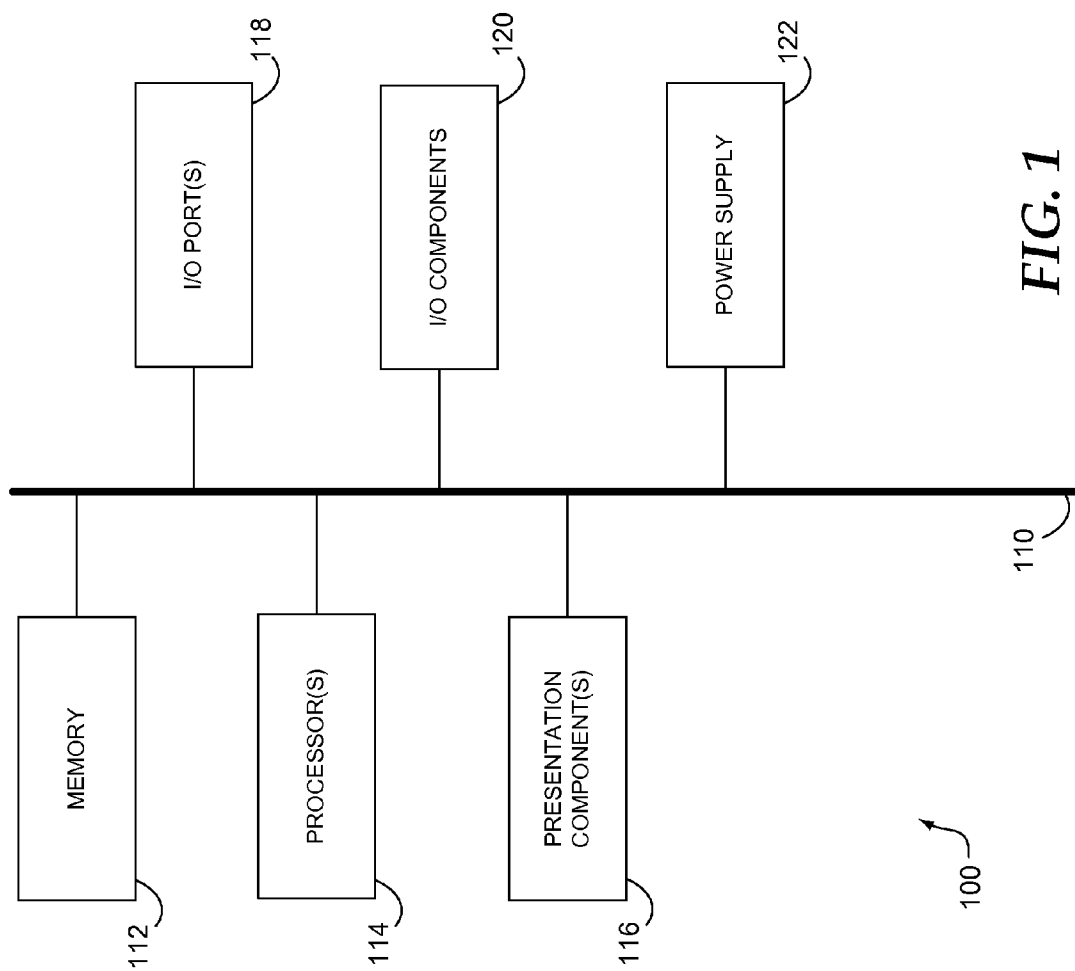 MEMORY
112
PROCESSOR(S)
114
PRESENTATION
COMPONENT(S)
116
I/O PORT(S)
118
I/O COMPONENTS
120
POWER SUPPLY
122
110
100
FIG. 1